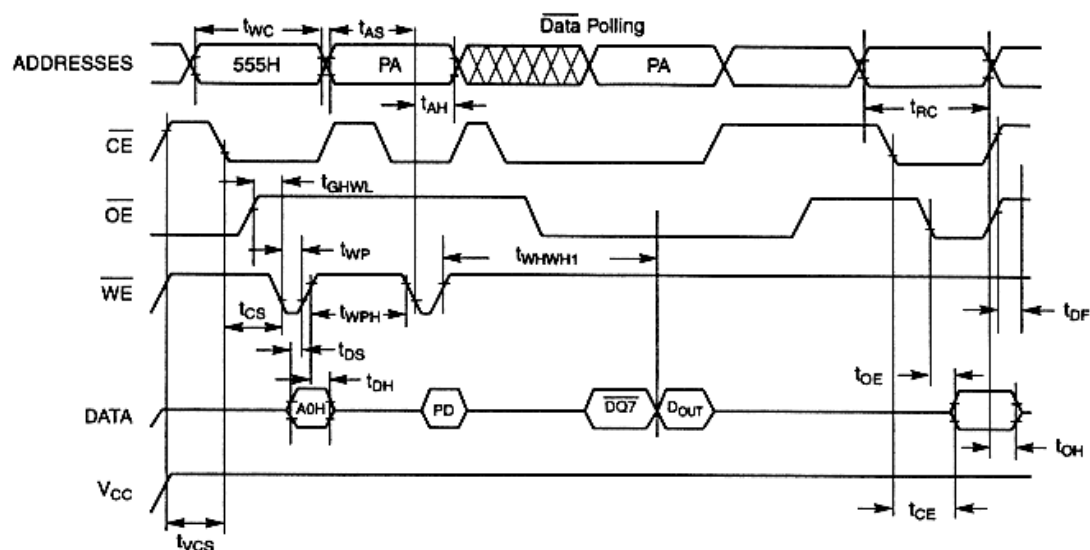 Data Polling
tWC
tAS
ADDRESSES
555H
PA
PA
tAH
tRC
CE
tGHWL
OE
tWP
tWHWH1
WE
tCS
tWPH
tDF
tDS
tOE
tDH
DATA
A0H
PD
DQ7
DOUT
tOH
VCC
tCE
tVCS